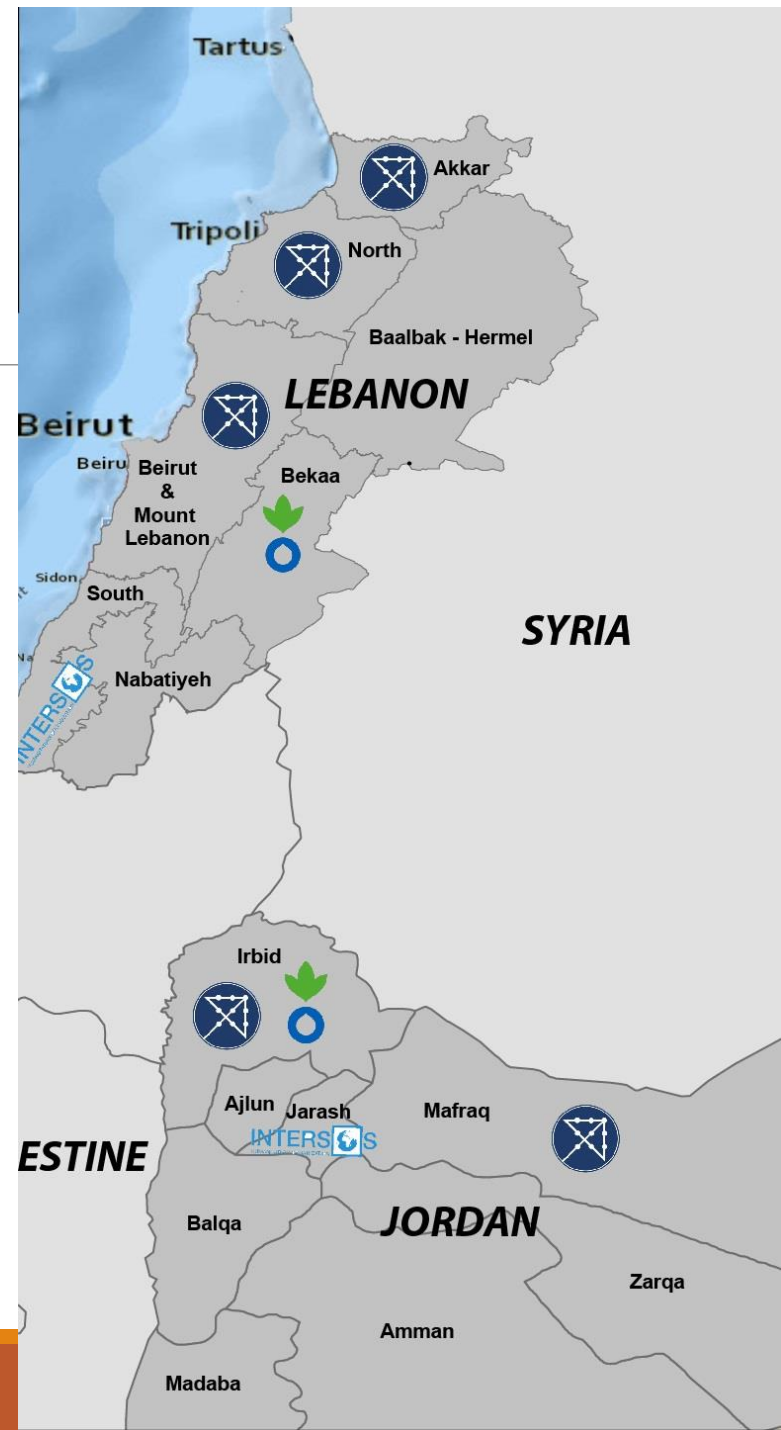 Tartus
Akkar
Tripoli
North
Baalbak - Hermel
LEBANON
Beirut
Beiru
Beirut
&
Mount
Lebanon
Bekaa
Sidon
South
SYRIA
Na
Nabatiyeh
INTERSOS
Irbid
Ajlun
Jarash
Mafraq
INTERSOS
ESTINE
Balqa
JORDAN
Zarqa
Amman
Madaba